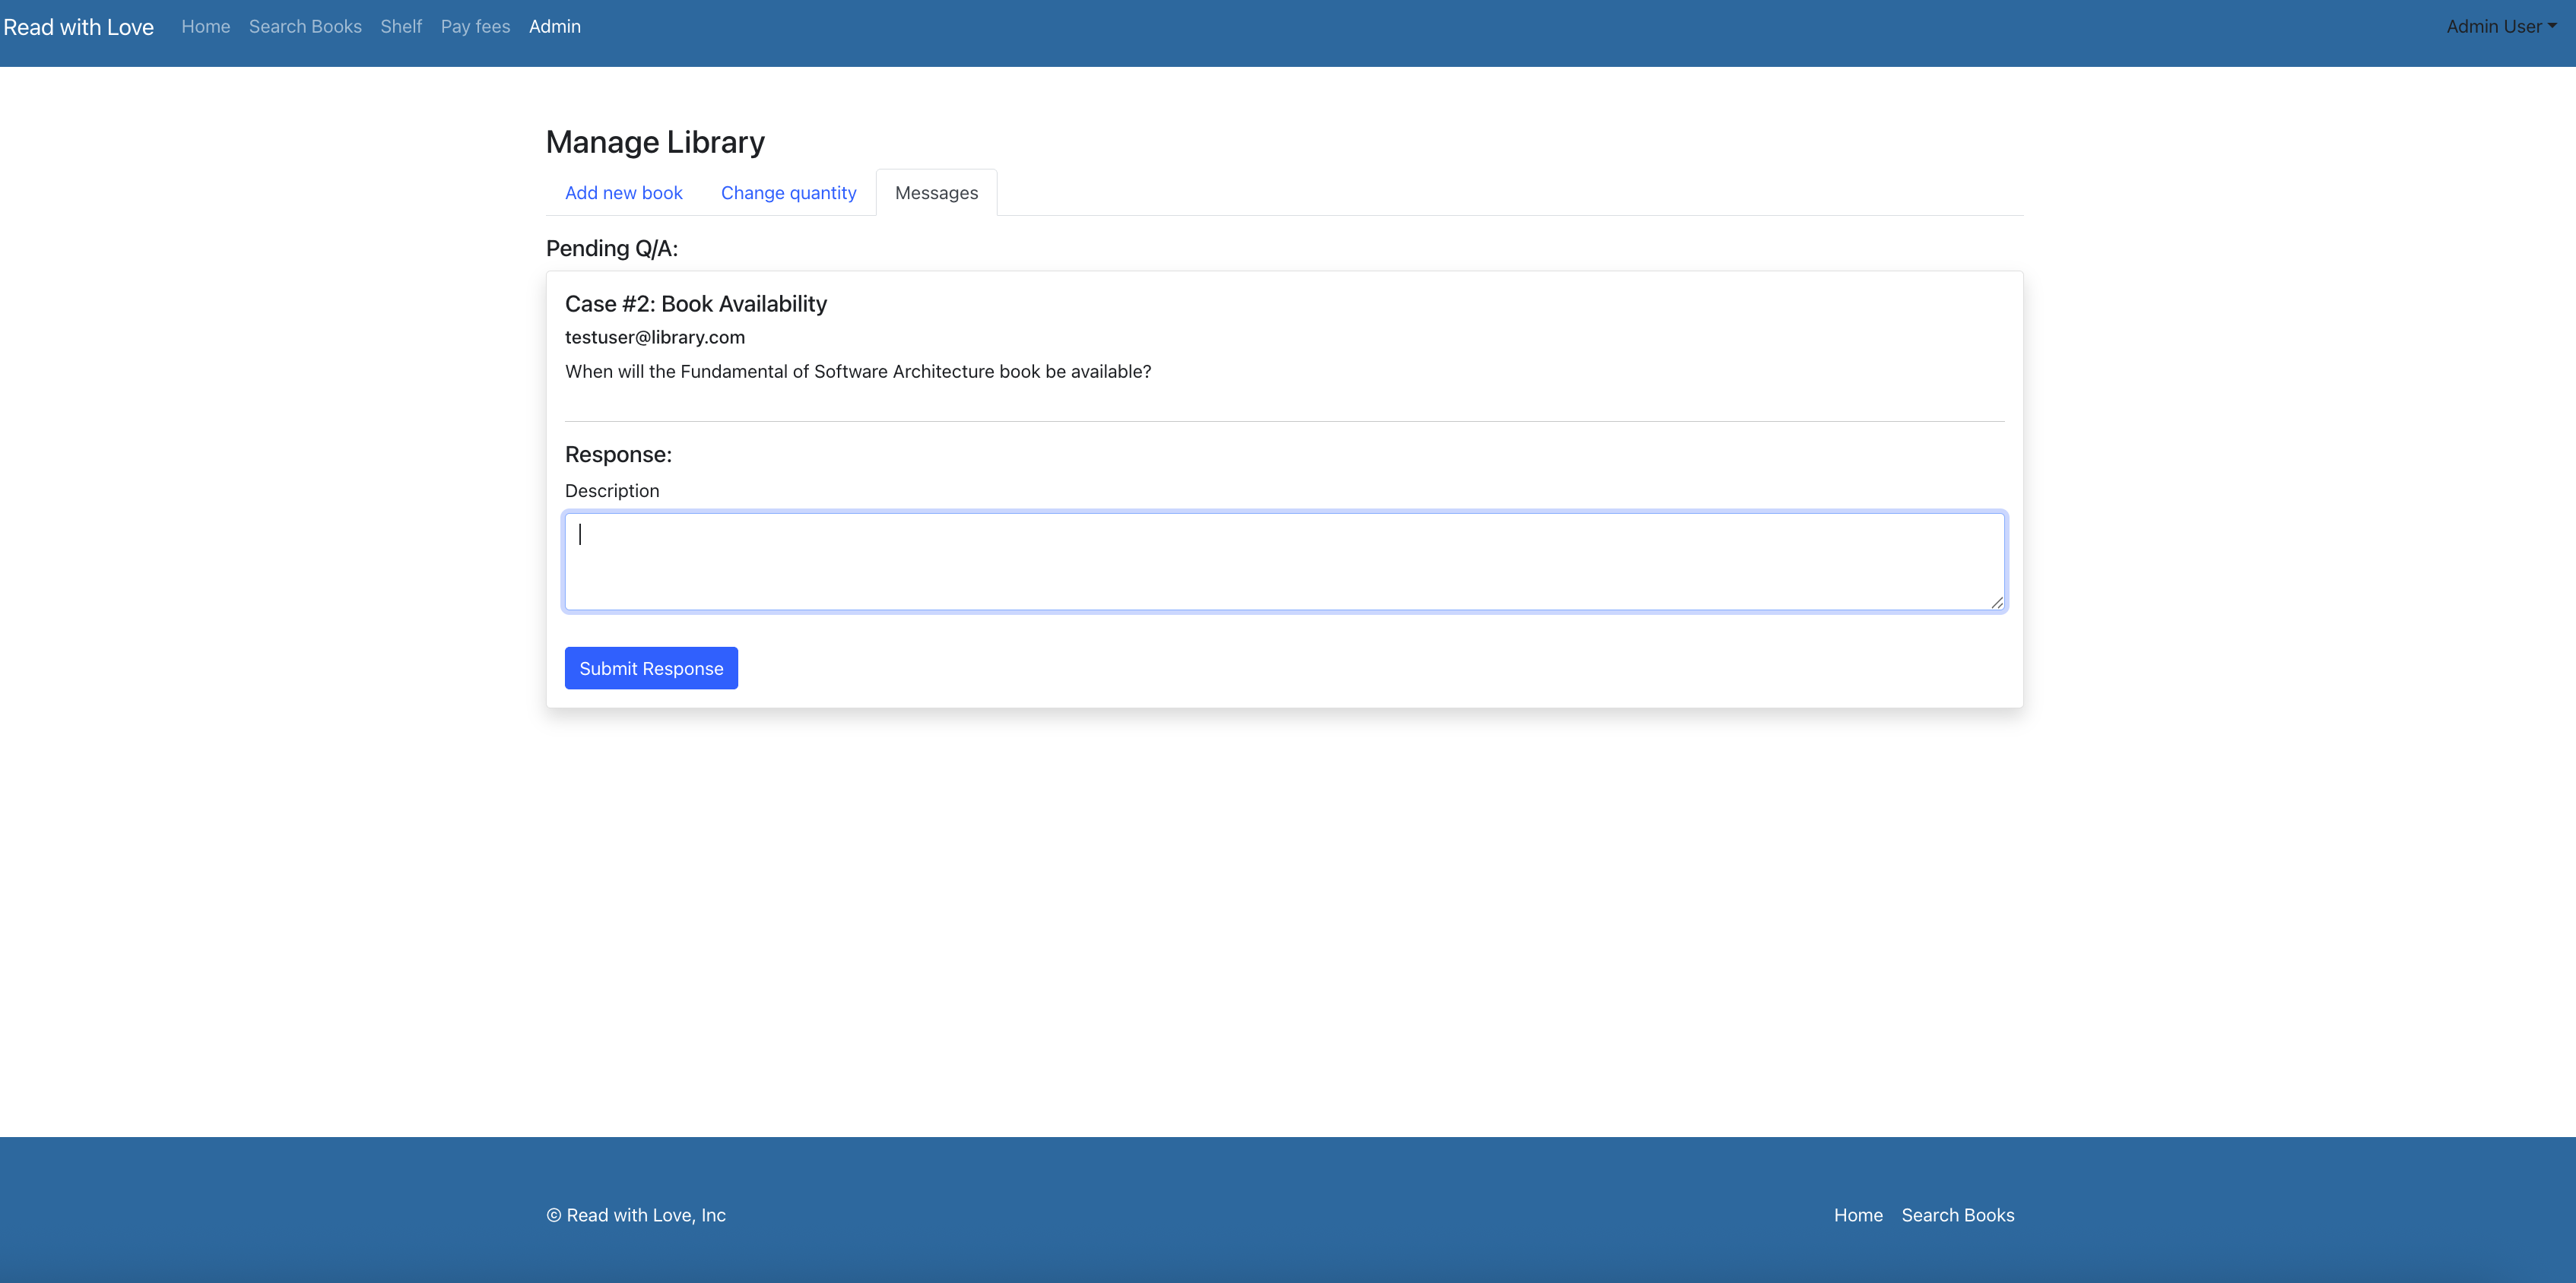 Read with Love Home Search Books Shelf Pay fees Admin Admin User
Manage Library
Add new book Change quantity Messages
Pending Q/A:
Case #2: Book Availability
testuser@library.com
When will the Fundamental of Software Architecture book be available?
Response:
Description
Submit Response
© Read with Love, Inc Home Search Books